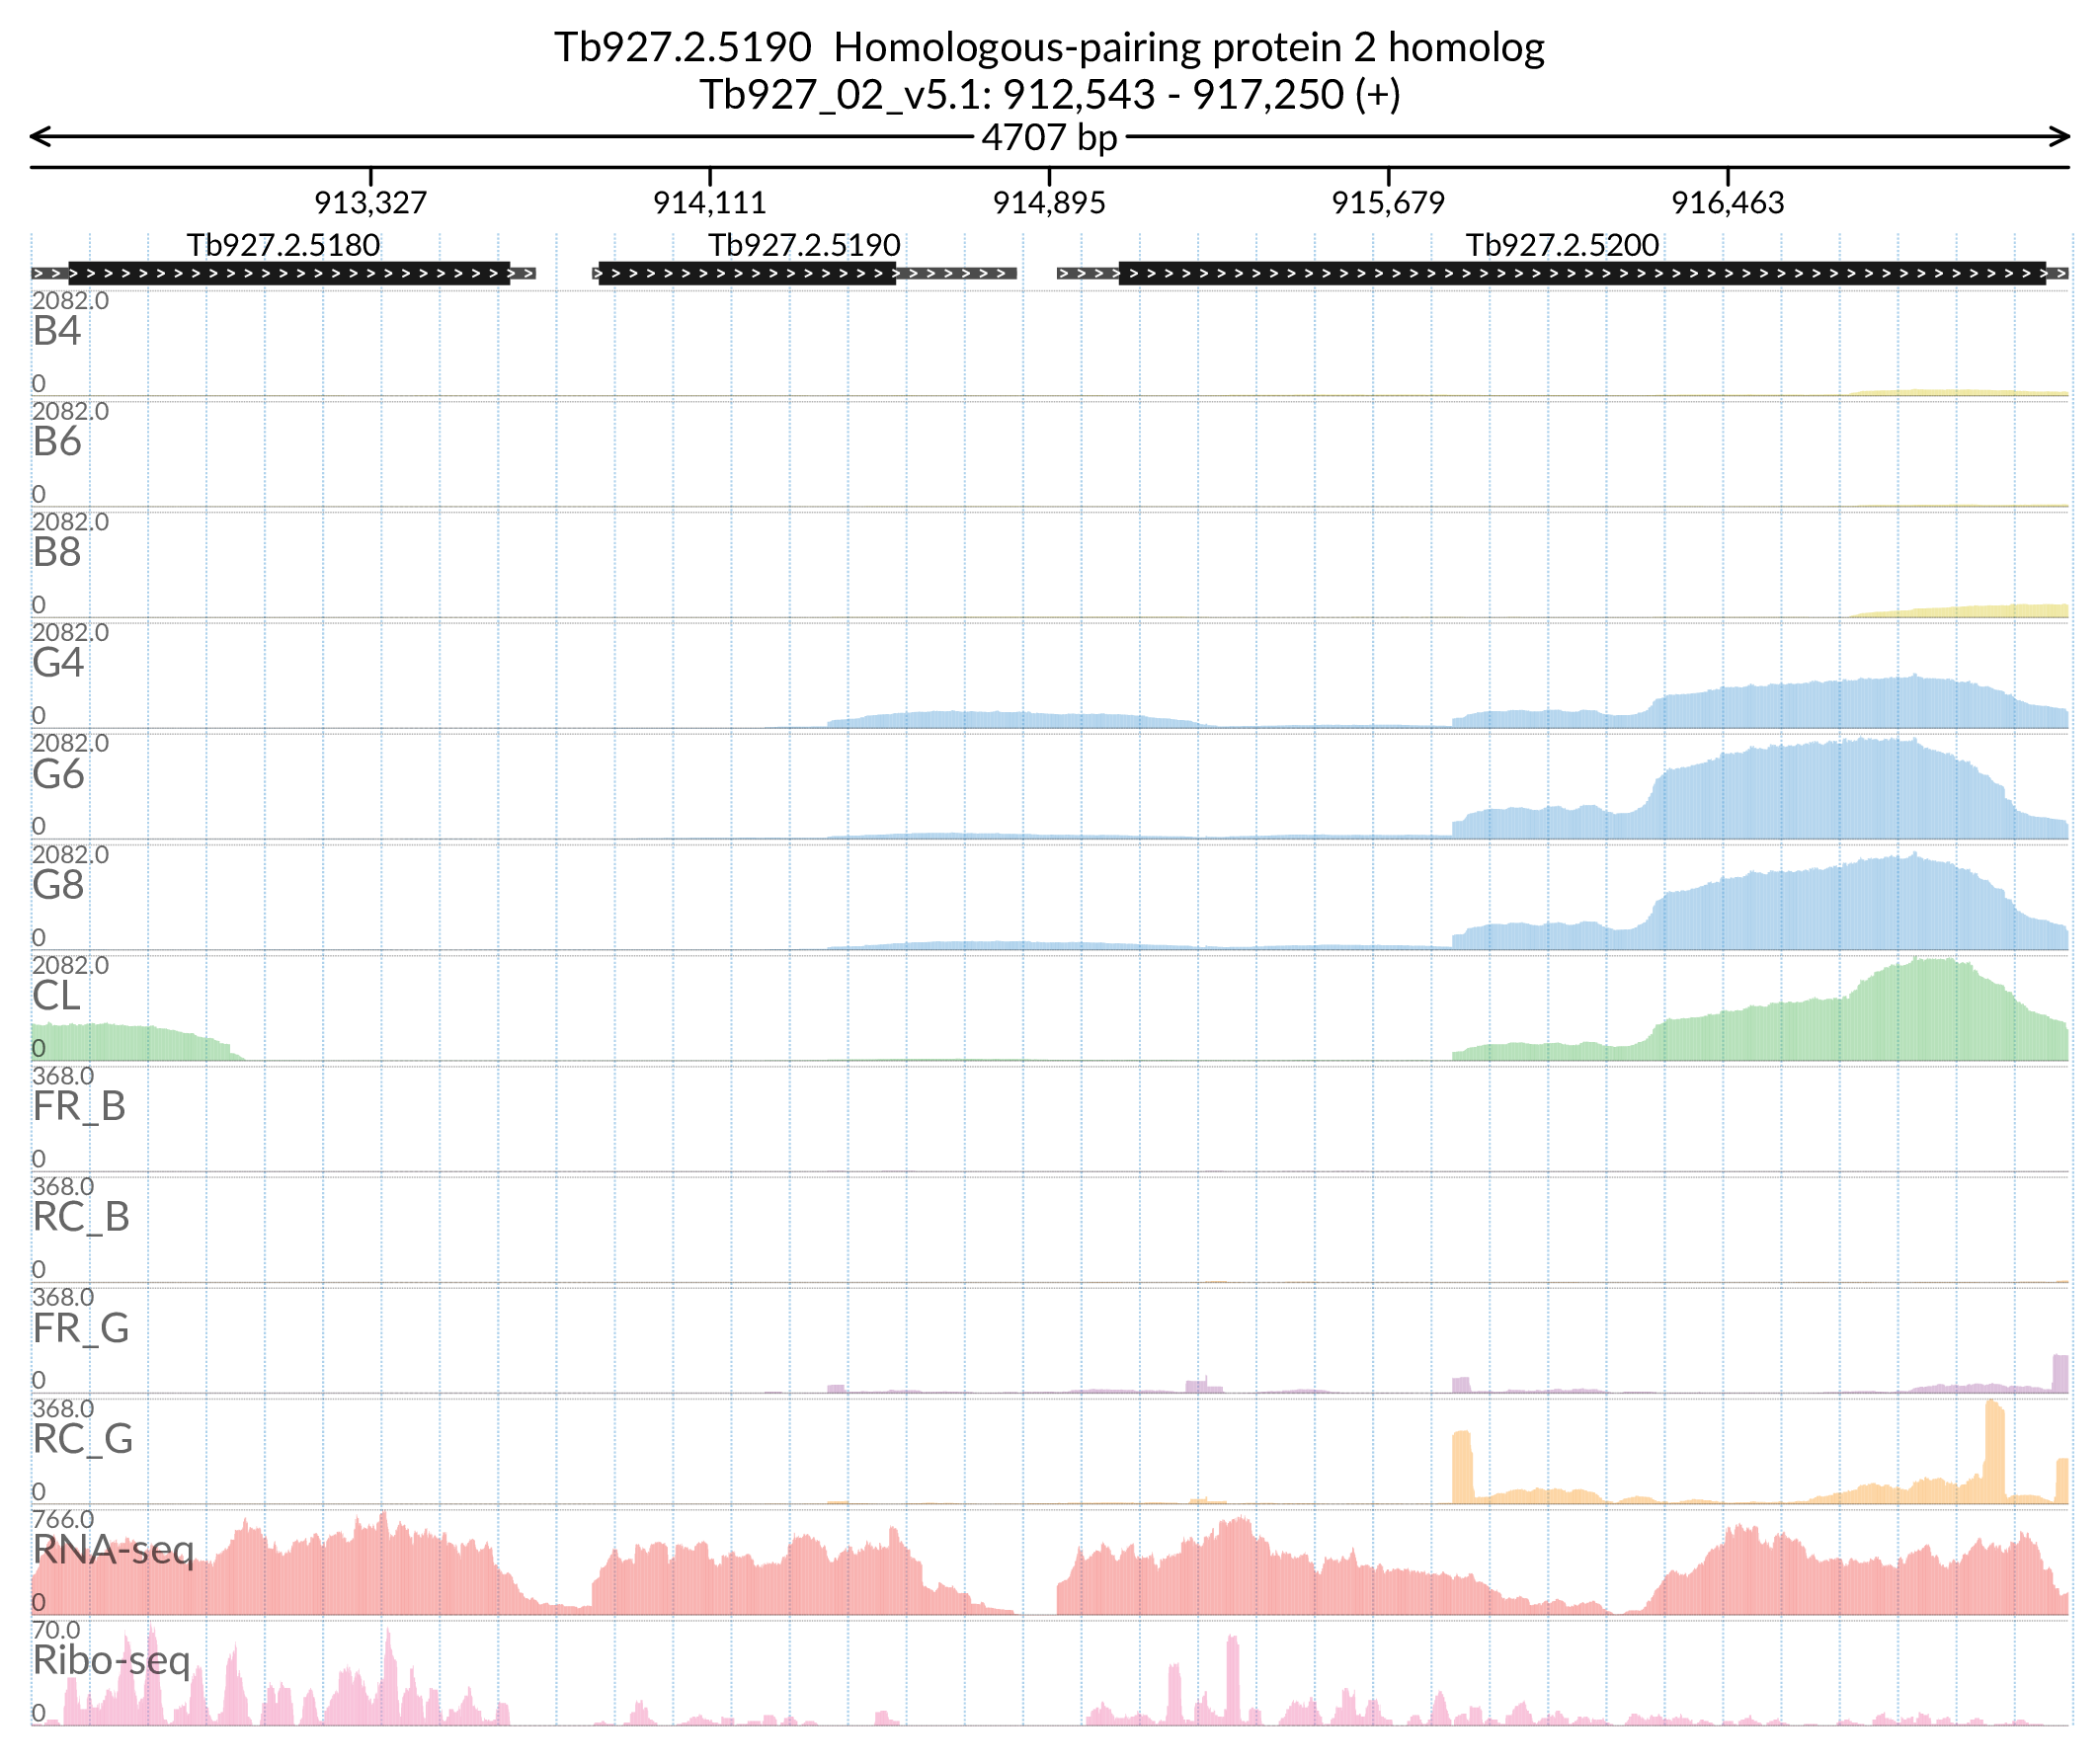 Tb927.2.5190 Homologous-pairing protein 2 homolog
Tb927_02_v5.1: 912,543 - 917,250 (+)
4707 bp
913,327 914,111 914,895 915,679 916,463
Tb927.2.5180 Tb927.2.5190 Tb927.2.5200
2082.0
B4
0
2082.0
B6
0
2082.0
B8
0
2082.0
G4
0
2082.0
G6
0
2082.0
G8
0
2082.0
CL
0
368.0
FR_B
0
368.0
RC_B
0
368.0
FR_G
0
368.0
RC_G
0
766.0
RNA-seq
0
70.0
Ribo-seq
0